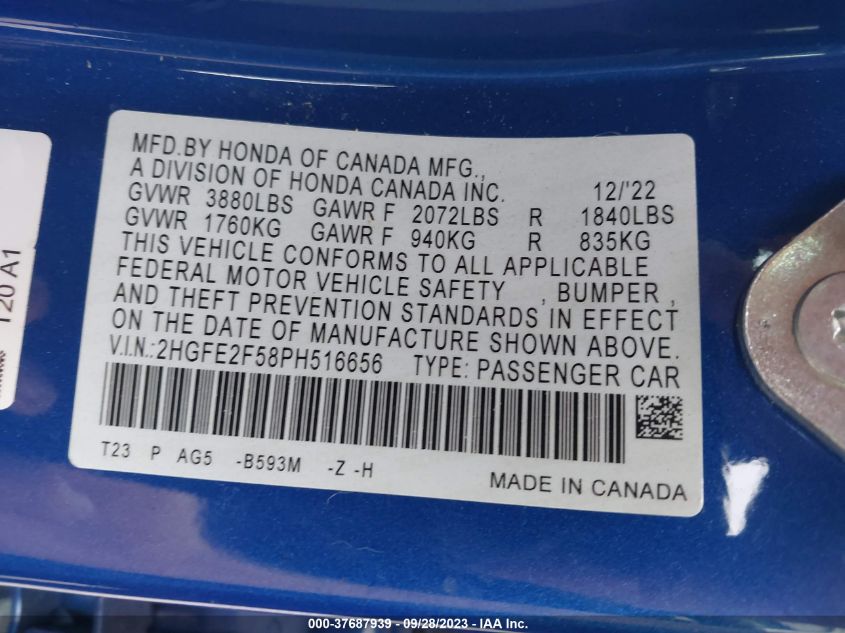 MFD.BY HONDA OF CANADA MFG.,
A DIVISION OF HONDA CANADA INC. 12/'22
GVWR 3880LBS GAWR F 2072LBS R 1840LBS
GVWR 1760KG GAWR F 940KG R 835KG
THIS VEHICLE CONFORMS TO ALL APPLICABLE
FEDERAL MOTOR VEHICLE SAFETY , BUMPER ,
AND THEFT PREVENTION STANDARDS IN EFFECT
ON THE DATE OF MANUFACTURE SHOWN ABOVE.
V.I.N.:2HGFE2F58PH516656 TYPE: PASSENGER CAR
T23 P AG5 -B593M -Z -H
MADE IN CANADA
T20 A1
000-37687939 - 09/28/2023 - IAA Inc.